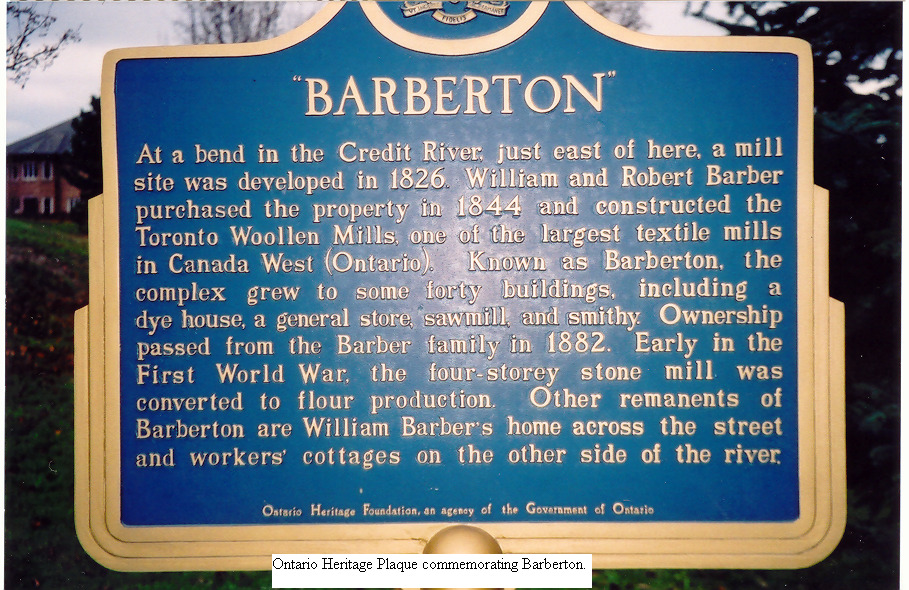 FIDELIS
"BARBERTON"
At a bend in the Credit River, just east of here, a mill
site was developed in 1826. William and Robert Barber
purchased the property in 1844 and constructed the
Toronto Woollen Mills, one of the largest textile mills
in Canada West (Ontario). Known as Barberton, the
complex grew to some forty buildings, including a
dye house, a general store, sawmill, and smithy. Ownership
passed from the Barber family in 1882. Early in the
First World War, the four-storey stone mill was
converted to flour production. Other remanents of
Barberton are William Barber's home across the street
and workers' cottages on the other side of the river.
Ontario Heritage Foundation, an agency of the Government of Ontario
Ontario Heritage Plaque commemorating Barberton.